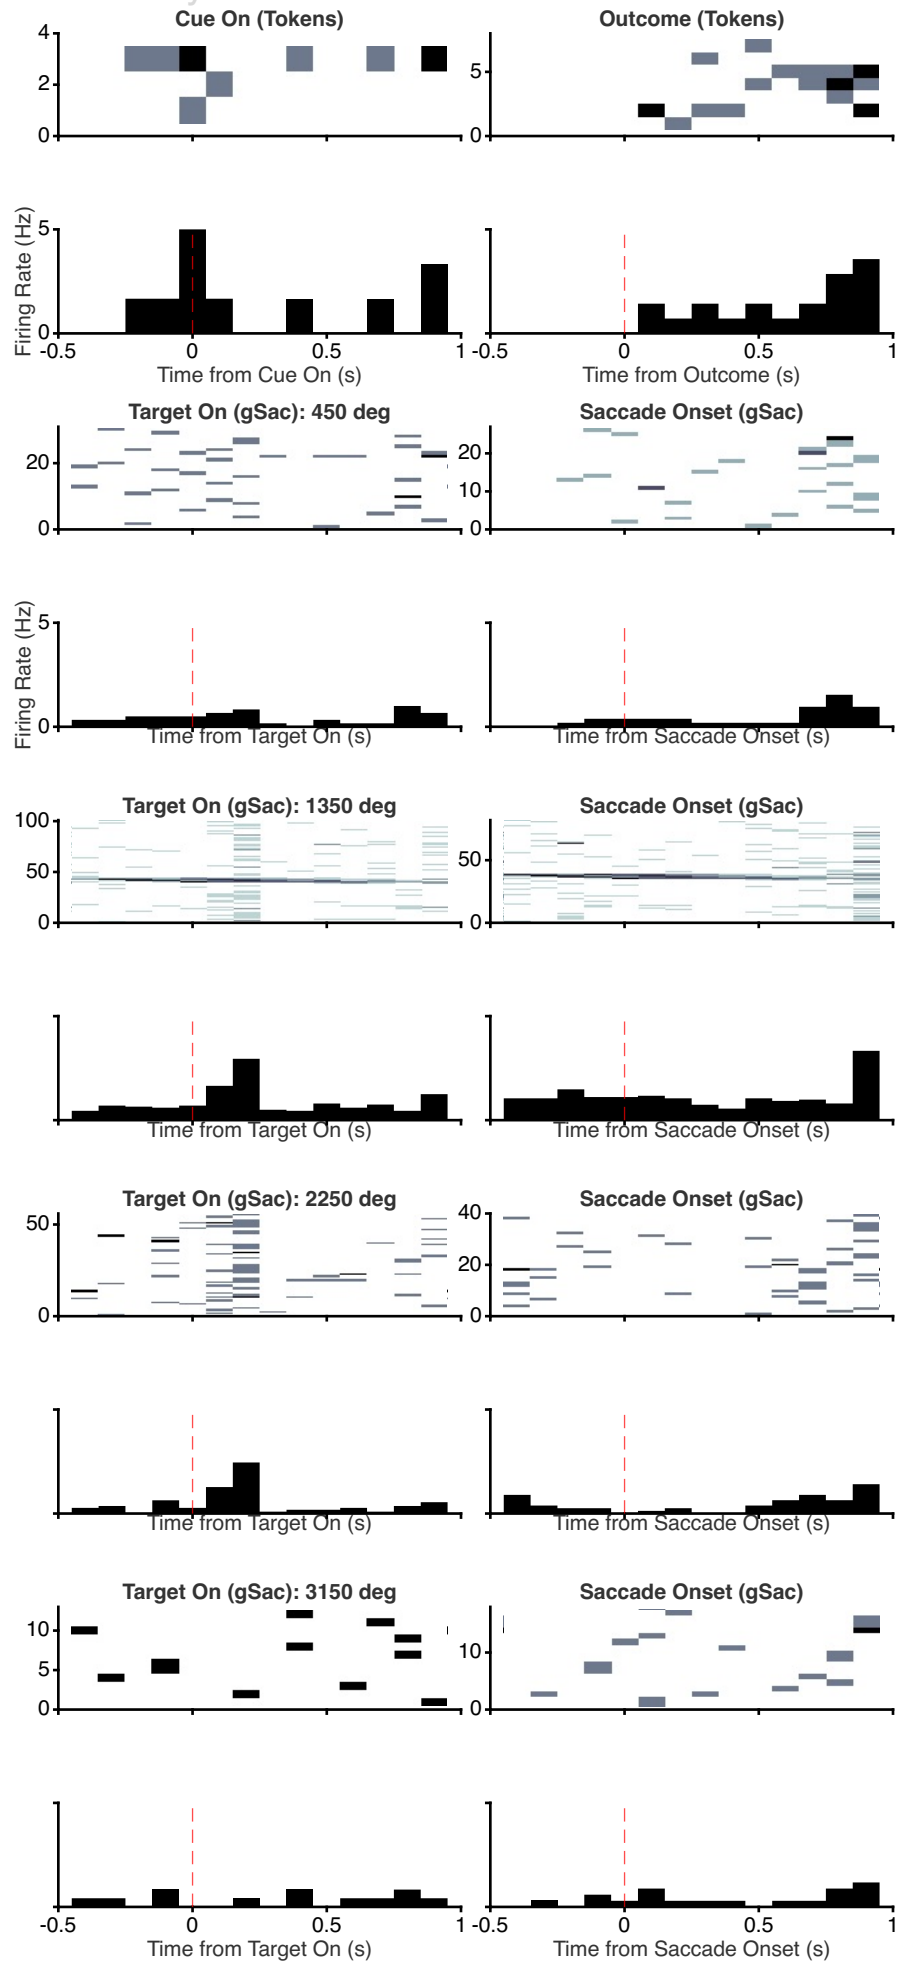 Cue On (Tokens)
Outcome (Tokens)
4
2
0
5
0
Firing Rate (Hz)
5
0
-0.5 0 0.5 1
-0.5 0 0.5 1
Time from Cue On (s)
Time from Outcome (s)
Target On (gSac): 450 deg
Saccade Onset (gSac)
20
0
20
10
0
Firing Rate (Hz)
5
0
Time from Target On (s)
Time from Saccade Onset (s)
Target On (gSac): 1350 deg
Saccade Onset (gSac)
100
50
0
50
0
Time from Target On (s)
Time from Saccade Onset (s)
Target On (gSac): 2250 deg
Saccade Onset (gSac)
50
0
40
20
0
Time from Target On (s)
Time from Saccade Onset (s)
Target On (gSac): 3150 deg
Saccade Onset (gSac)
10
5
0
10
0
-0.5 0 0.5 1
-0.5 0 0.5 1
Time from Target On (s)
Time from Saccade Onset (s)